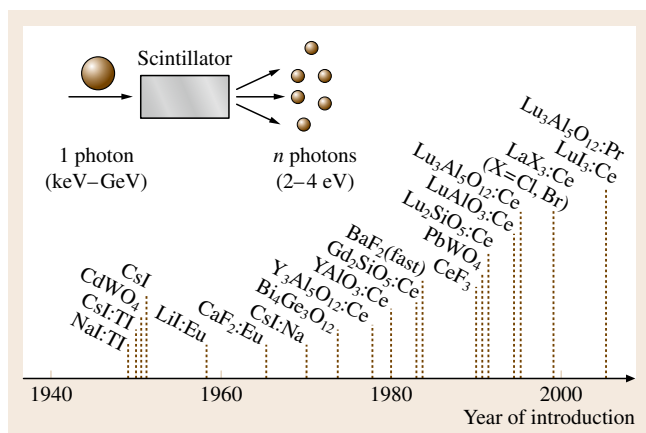 Scintillator
1 photon
(keV–GeV)
n photons
(2–4 eV)
NaI:TI
CsI:TI
CdWO₄
CsI
LiI:Eu
CaF₂:Eu
CsI:Na
Bi₄Ge₃O₁₂
Y₃Al₅O₁₂:Ce
YAlO₃:Ce
Gd₂SiO₅:Ce
BaF₂(fast)
CeF₃
PbWO₄
Lu₂SiO₅:Ce
LuAlO₃:Ce
Lu₃Al₅O₁₂:Ce
LaX₃:Ce
(X=Cl, Br)
LuI₃:Ce
Lu₃Al₅O₁₂:Pr
1940
1960
1980
2000
Year of introduction